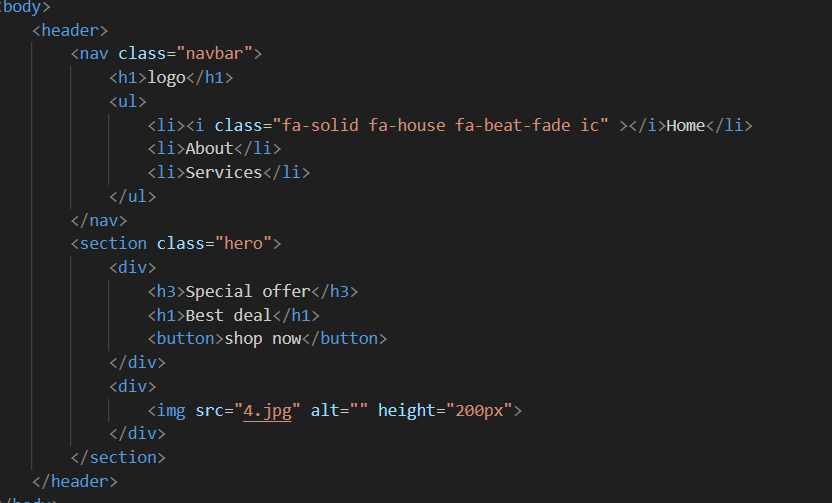 <body>
<header>
<nav class="navbar">
<h1>logo</h1>
<ul>
<li><i class="fa-solid fa-house fa-beat-fade ic" ></i>Home</li>
<li>About</li>
<li>Services</li>
</ul>
</nav>
<section class="hero">
<div>
<h3>Special offer</h3>
<h1>Best deal</h1>
<button>shop now</button>
</div>
<div>
<img src="4.jpg" alt="" height="200px">
</div>
</section>
</header>
</body>